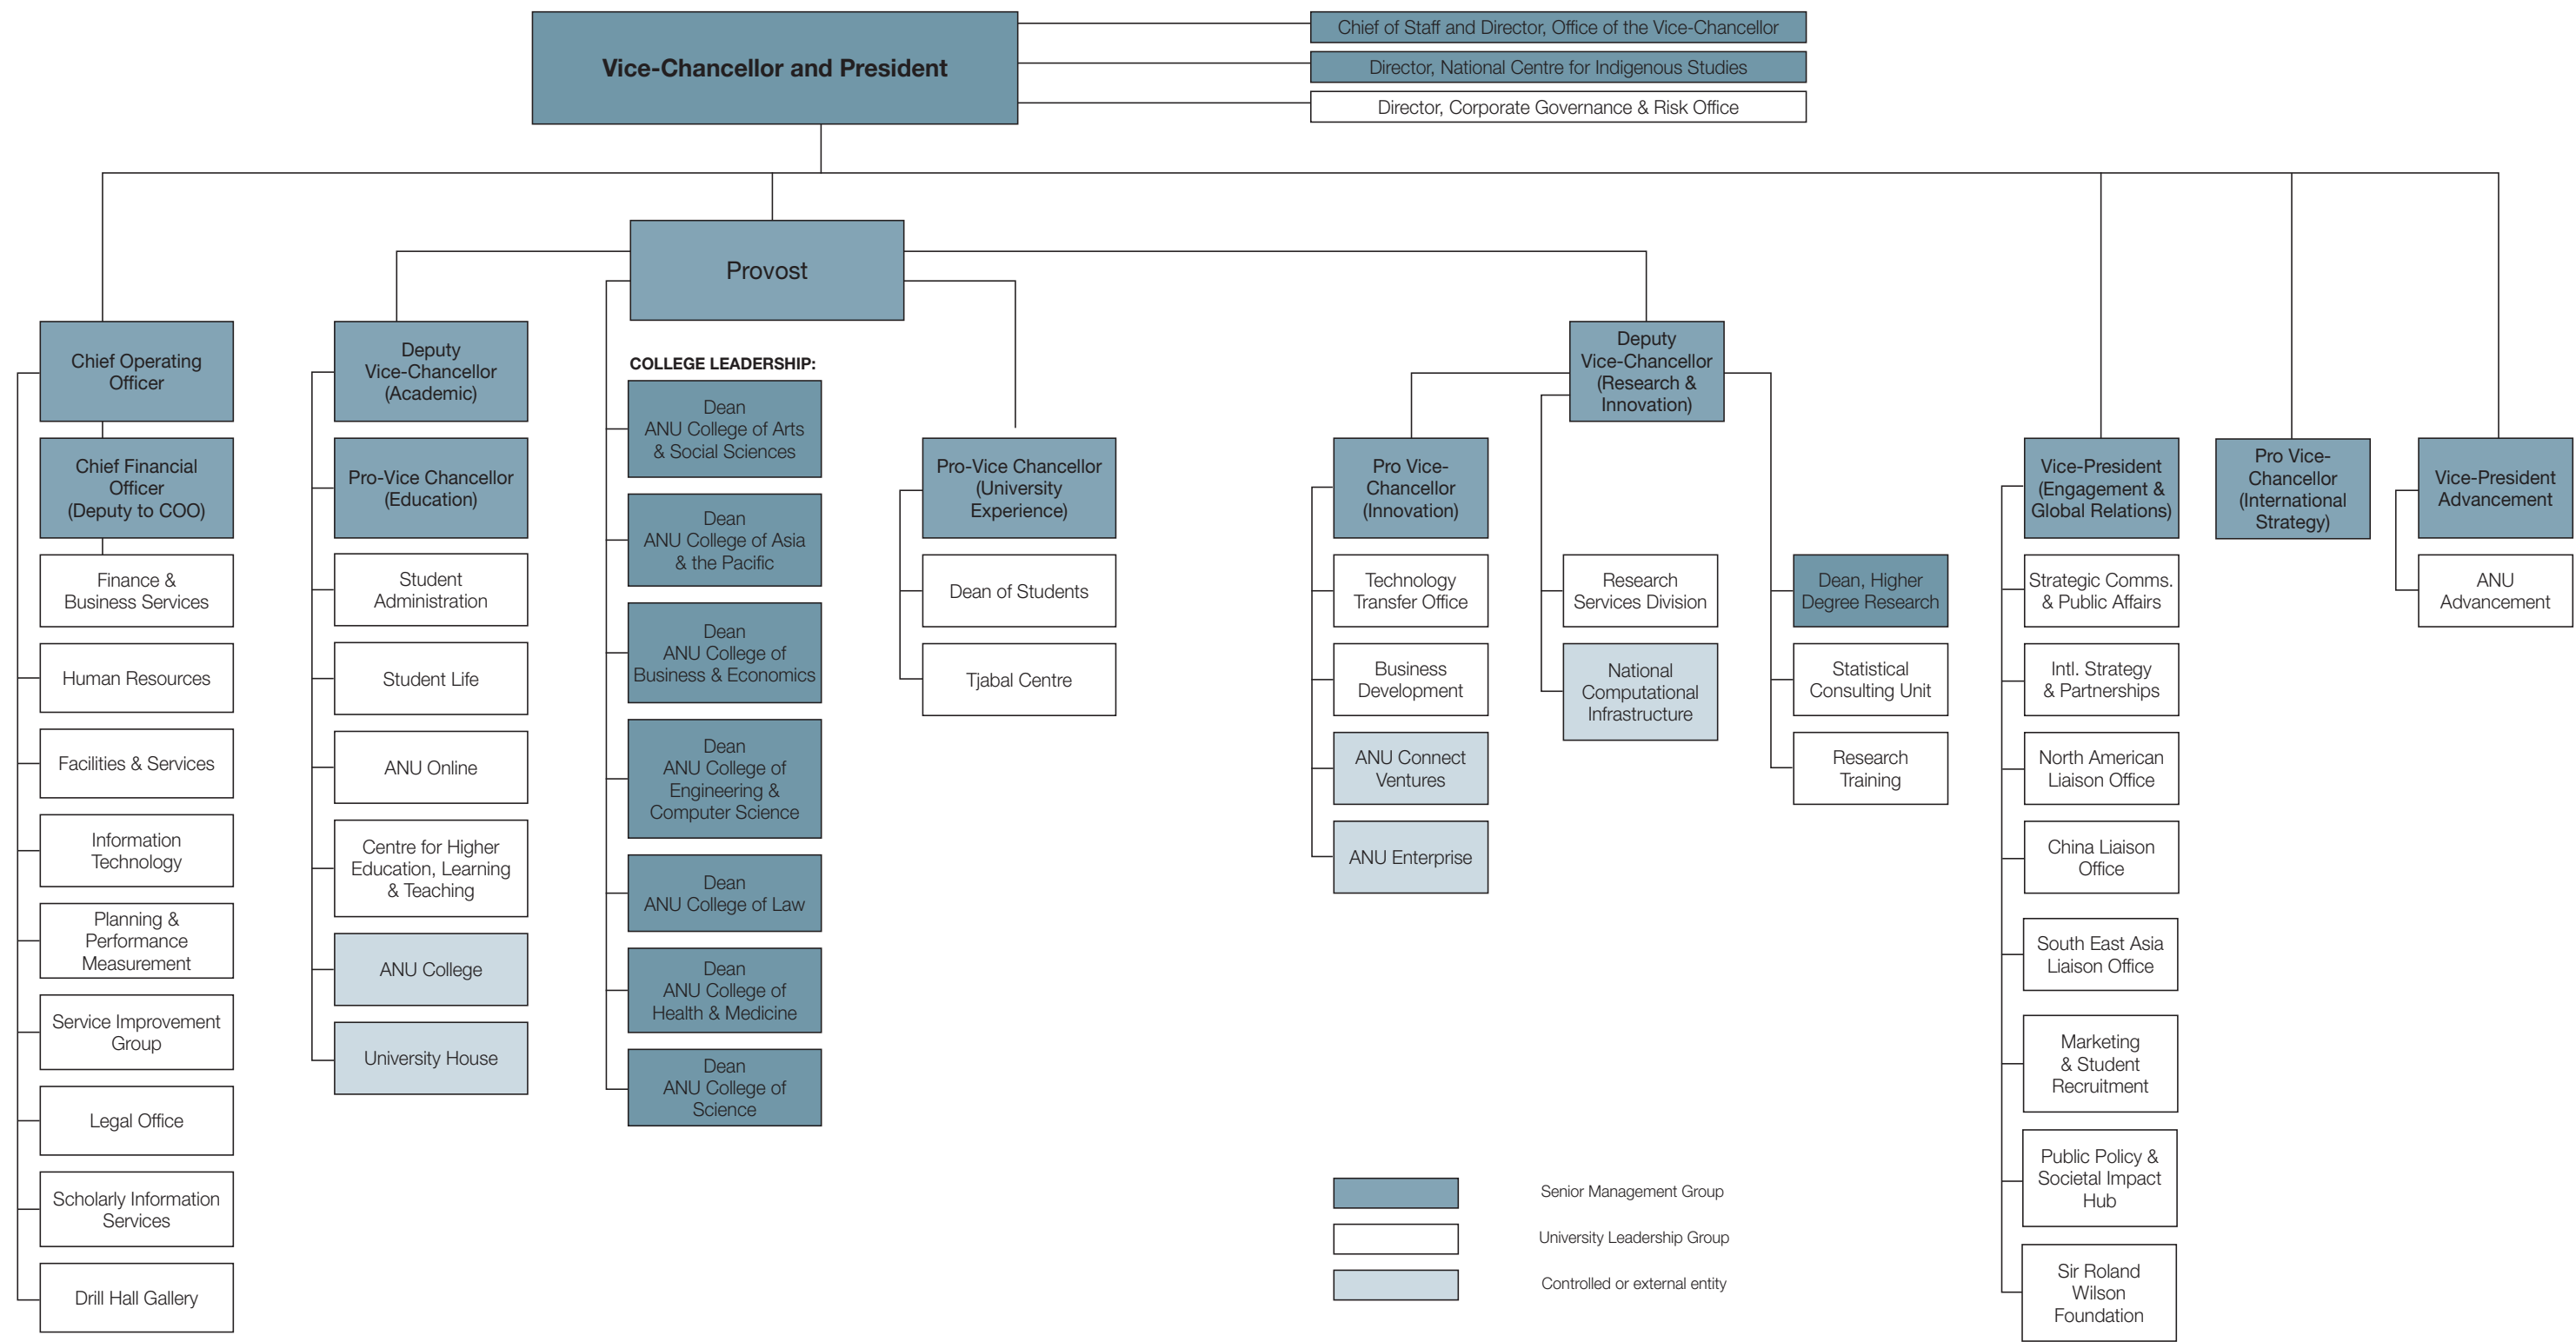 Vice-Chancellor and President
Chief of Staff and Director, Office of the Vice-Chancellor
Director, National Centre for Indigenous Studies
Director, Corporate Governance & Risk Office
Provost
Chief Operating
Officer
Chief Financial
Officer
(Deputy to COO)
Finance &
Business Services
Human Resources
Facilities & Services
Information
Technology
Planning &
Performance
Measurement
Service Improvement
Group
Legal Office
Scholarly Information
Services
Drill Hall Gallery
Deputy
Vice-Chancellor
(Academic)
Pro-Vice Chancellor
(Education)
Student
Administration
Student Life
ANU Online
Centre for Higher
Education, Learning
& Teaching
ANU College
University House
COLLEGE LEADERSHIP:
Dean
ANU College of Arts
& Social Sciences
Dean
ANU College of Asia
& the Pacific
Dean
ANU College of
Business & Economics
Dean
ANU College of
Engineering &
Computer Science
Dean
ANU College of Law
Dean
ANU College of
Health & Medicine
Dean
ANU College of
Science
Pro-Vice Chancellor
(University
Experience)
Dean of Students
Tjabal Centre
Deputy
Vice-Chancellor
(Research &
Innovation)
Pro Vice-
Chancellor
(Innovation)
Technology
Transfer Office
Business
Development
ANU Connect
Ventures
ANU Enterprise
Research
Services Division
National
Computational
Infrastructure
Dean, Higher
Degree Research
Statistical
Consulting Unit
Research
Training
Vice-President
(Engagement &
Global Relations)
Strategic Comms.
& Public Affairs
Intl. Strategy
& Partnerships
North American
Liaison Office
China Liaison
Office
South East Asia
Liaison Office
Marketing
& Student
Recruitment
Public Policy &
Societal Impact
Hub
Sir Roland
Wilson
Foundation
Pro Vice-
Chancellor
(International
Strategy)
Vice-President
Advancement
ANU
Advancement
Senior Management Group
University Leadership Group
Controlled or external entity